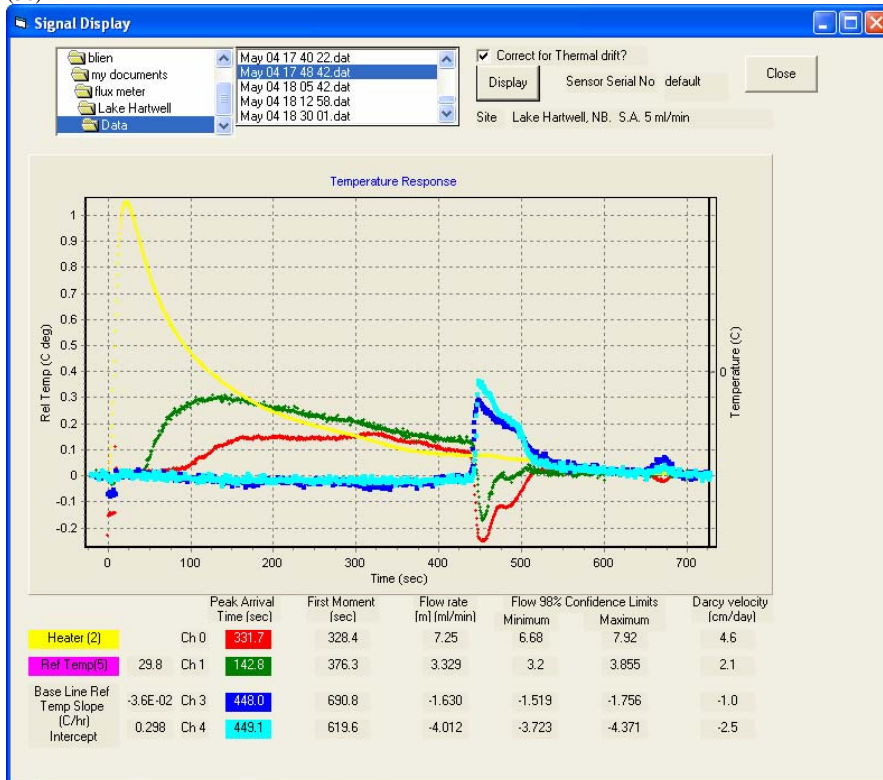 Signal Display
blien
my documents
flux meter
Lake Hartwell
Data
May 04 17 40 22.dat
May 04 17 48 42.dat
May 04 18 05 42.dat
May 04 18 12 58.dat
May 04 18 30 01.dat
Correct for Thermal drift?
Display
Sensor Serial No default
Close
Site Lake Hartwell, NB. S.A. 5 ml/min
Temperature Response
Rel Temp (C deg)
1
0.9
0.8
0.7
0.6
0.5
0.4
0.3
0.2
0.1
0
-0.1
-0.2
0
Temperature (C)
0 100 200 300 400 500 600 700
Time (sec)
Peak Arrival Time (sec) First Moment (sec) Flow rate [m] (ml/min) Flow 98% Confidence Limits Minimum Maximum Darcy velocity (cm/day)
Heater (2) Ch 0 331.7 328.4 7.25 6.68 7.92 4.6
Ref Temp(5) 29.8 Ch 1 142.8 376.3 3.329 3.2 3.855 2.1
Base Line Ref
Temp Slope -3.6E-02 Ch 3 448.0 690.8 -1.630 -1.519 -1.756 -1.0
(C/hr)
Intercept 0.298 Ch 4 449.1 619.6 -4.012 -3.723 -4.371 -2.5